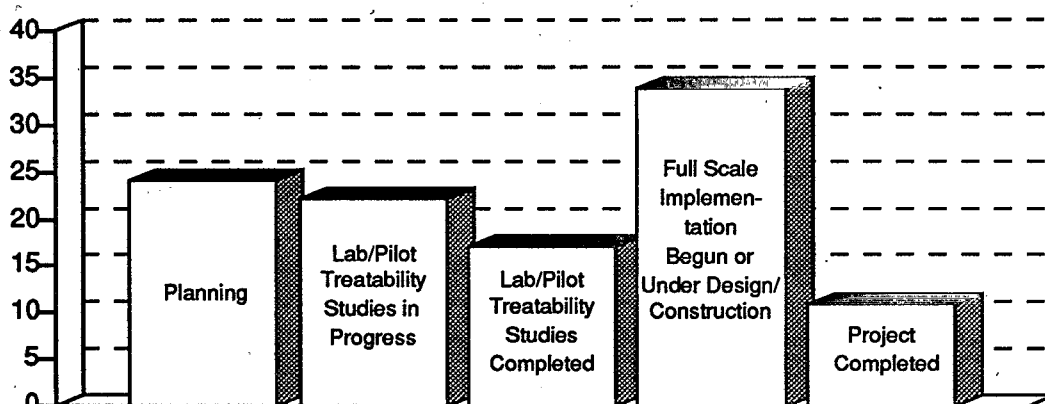 40
35
30
25
20
15
10
5
0
Planning
Lab/Pilot
Treatability
Studies in
Progress
Lab/Pilot
Treatability
Studies
Completed
Full Scale
Implemen-
tation
Begun or
Under Design/
Construction
Project
Completed